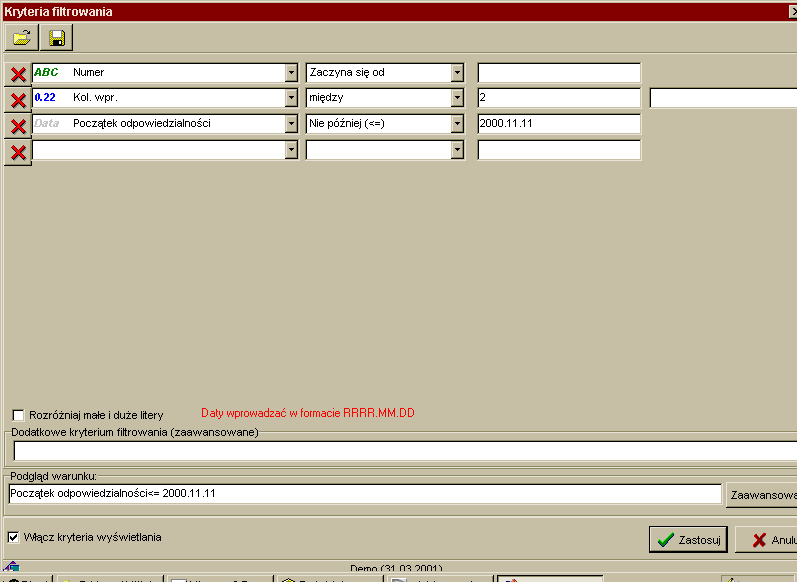 Kryteria filtrowania
ABC Numer Zaczyna się od
0.22 Kol. wpr. między 2
Data Początek odpowiedzialności Nie później (<=) 2000.11.11
Rozróżniaj małe i duże litery Daty wprowadzać w formacie RRRR.MM.DD
Dodatkowe kryterium filtrowania (zaawansowane)
Podgląd warunku:
Początek odpowiedzialności<= 2000.11.11 Zaawansowa
Włącz kryteria wyświetlania Zastosuj Anulu
Demo (31.03.2001)